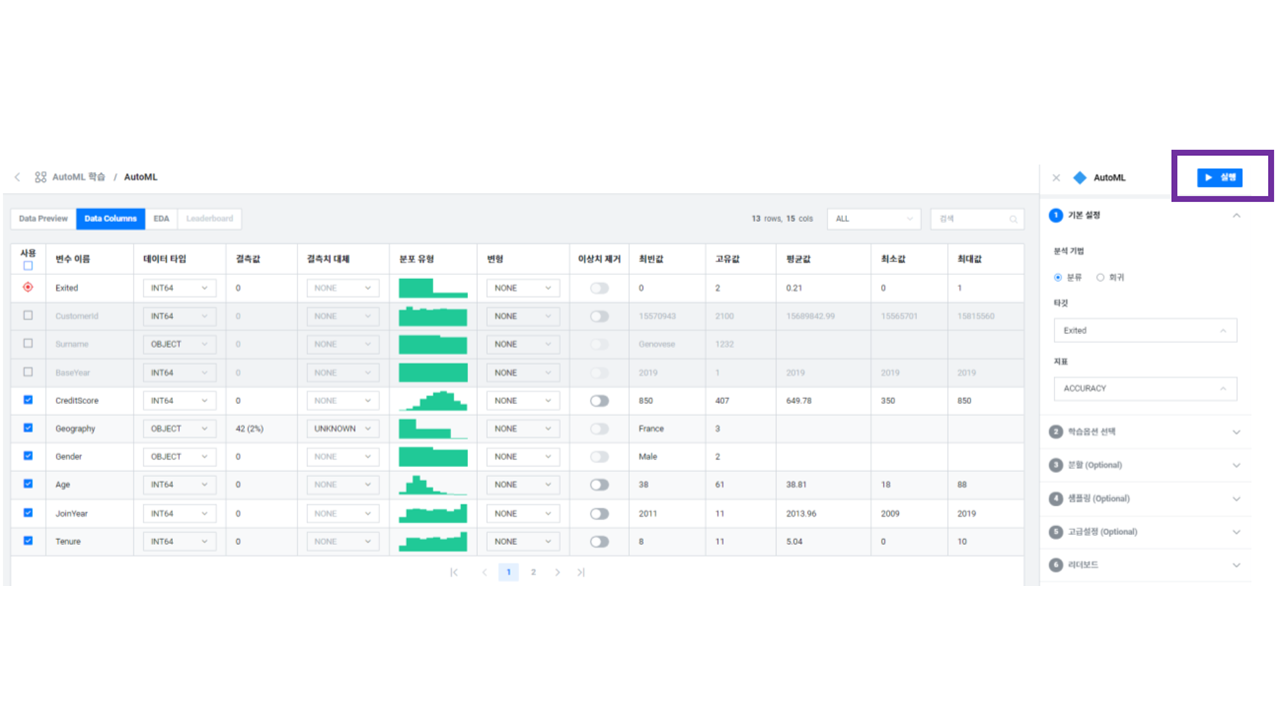 AutoML 학습 / AutoML
AutoML
실행
Data Preview Data Columns EDA Leaderboard
13 rows, 15 cols
ALL
검색
사용 변수 이름 데이터 타입 결측값 결측치 대체 분포 유형 변형 이상치 제거 최빈값 고유값 평균값 최소값 최대값
Exited INT64 0 NONE NONE 0 2 0.21 0 1
CustomerId INT64 0 NONE NONE 15570943 2100 15689842.99 15565701 15815560
Surname OBJECT 0 NONE NONE Genovese 1232
BaseYear INT64 0 NONE NONE 2019 1 2019 2019 2019
CreditScore INT64 0 NONE NONE 850 407 649.78 350 850
Geography OBJECT 42 (2%) UNKNOWN NONE France 3
Gender OBJECT 0 NONE NONE Male 2
Age INT64 0 NONE NONE 38 61 38.81 18 88
JoinYear INT64 0 NONE NONE 2011 11 2013.96 2009 2019
Tenure INT64 0 NONE NONE 8 11 5.04 0 10
1 2
1 기본 설정
분석 기법
분류 회귀
타깃
Exited
지표
ACCURACY
2 학습옵션 선택
3 분할 (Optional)
4 샘플링 (Optional)
5 고급설정 (Optional)
6 리더보드